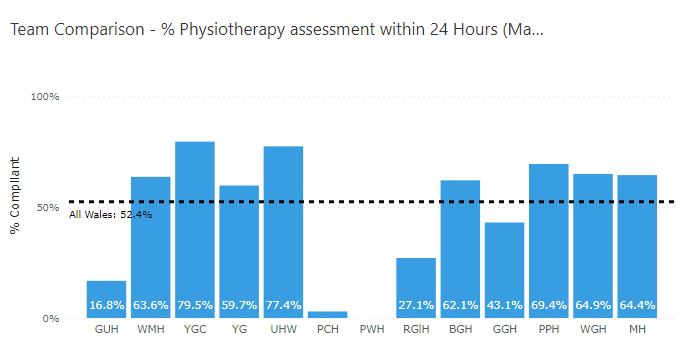 Team Comparison - % Physiotherapy assessment within 24 Hours (Ma...
100%
50%
0%
% Compliant
All Wales: 52.4%
16.8% 63.6% 79.5% 59.7% 77.4% 27.1% 62.1% 43.1% 69.4% 64.9% 64.4%
GUH WMH YGC YG UHW PCH PWH RGlH BGH GGH PPH WGH MH